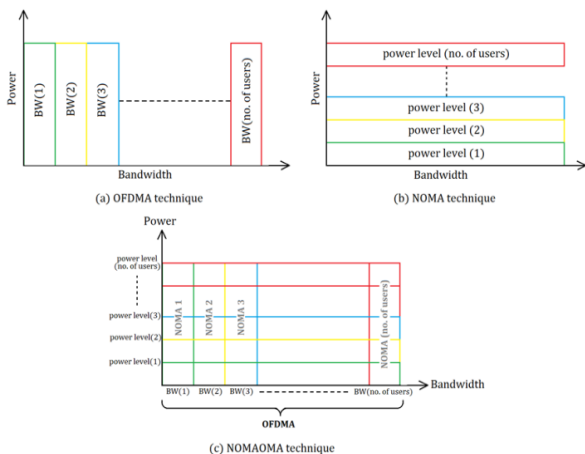 Power
BW(1)
BW(2)
BW(3)
BW(no. of users)
Bandwidth
(a) OFDMA technique
Power
power level (no. of users)
power level (3)
power level (2)
power level (1)
Bandwidth
(b) NOMA technique
Power
power level
(no. of users)
power level(3)
power level(2)
power level(1)
NOMA 1
NOMA 2
NOMA 3
NOMA (no. of users)
BW(1)
BW(2)
BW(3)
BW(no. of users)
Bandwidth
OFDMA
(c) NOMAOMA technique